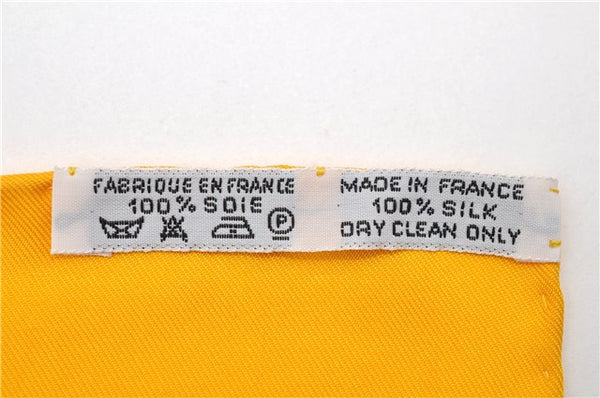 FABRIQUE EN FRANCE
100% SOIE
P
MADE IN FRANCE
100% SILK
DRY CLEAN ONLY